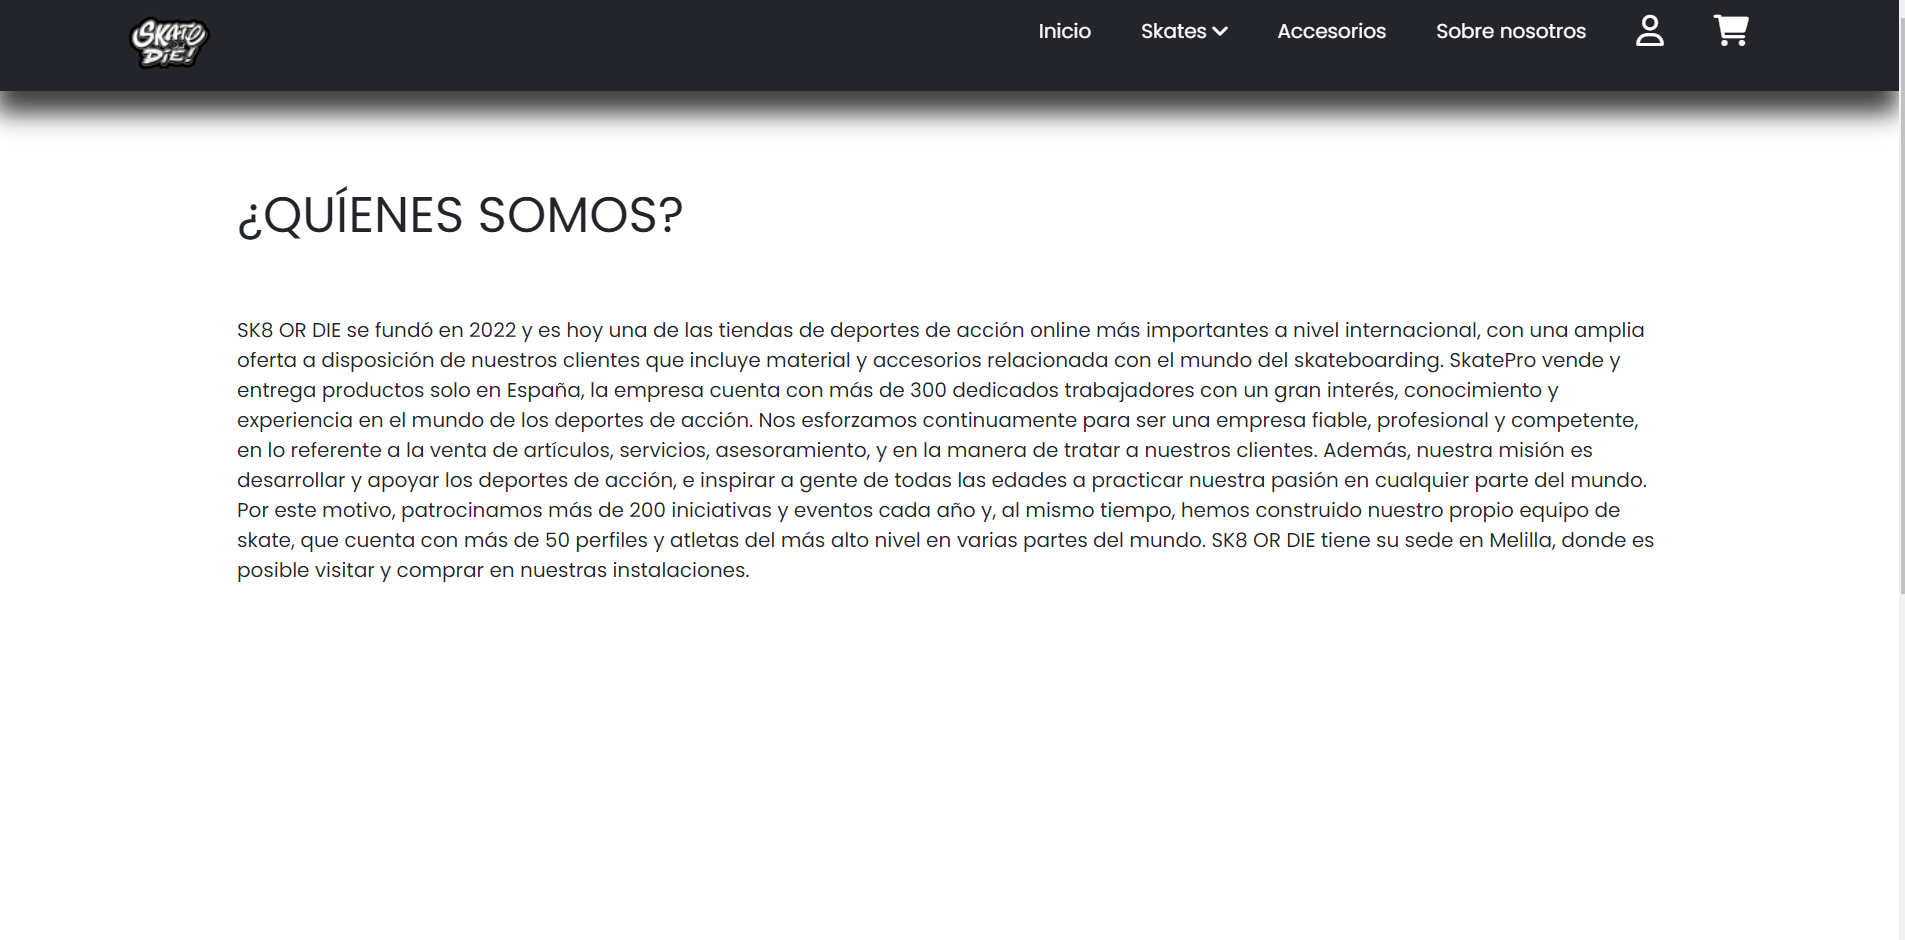 SKATE
OR
DIE!
Inicio
Skates
Accesorios
Sobre nosotros
¿QUÍENES SOMOS?
SK8 OR DIE se fundó en 2022 y es hoy una de las tiendas de deportes de acción online más importantes a nivel internacional, con una amplia
oferta a disposición de nuestros clientes que incluye material y accesorios relacionada con el mundo del skateboarding. SkatePro vende y
entrega productos solo en España, la empresa cuenta con más de 300 dedicados trabajadores con un gran interés, conocimiento y
experiencia en el mundo de los deportes de acción. Nos esforzamos continuamente para ser una empresa fiable, profesional y competente,
en lo referente a la venta de artículos, servicios, asesoramiento, y en la manera de tratar a nuestros clientes. Además, nuestra misión es
desarrollar y apoyar los deportes de acción, e inspirar a gente de todas las edades a practicar nuestra pasión en cualquier parte del mundo.
Por este motivo, patrocinamos más de 200 iniciativas y eventos cada año y, al mismo tiempo, hemos construido nuestro propio equipo de
skate, que cuenta con más de 50 perfiles y atletas del más alto nivel en varias partes del mundo. SK8 OR DIE tiene su sede en Melilla, donde es
posible visitar y comprar en nuestras instalaciones.